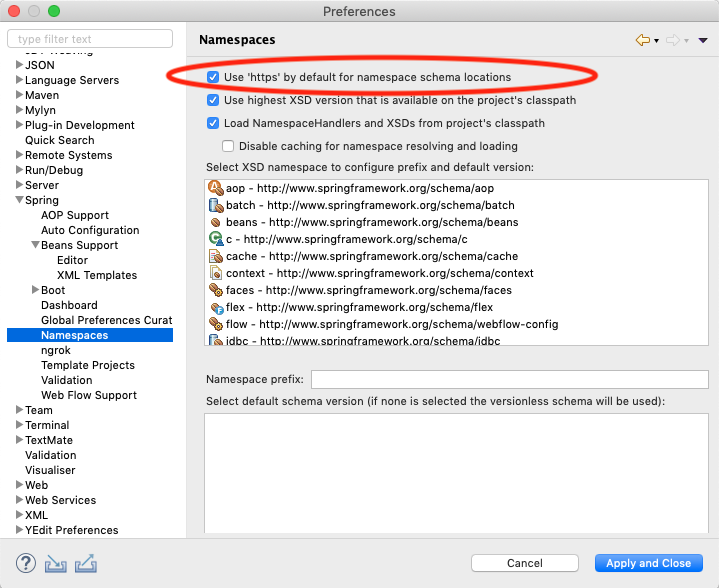 Preferences
type filter text
JSON
Language Servers
Maven
Mylyn
Plug-in Development
Quick Search
Remote Systems
Run/Debug
Server
Spring
AOP Support
Auto Configuration
Beans Support
Editor
XML Templates
Boot
Dashboard
Global Preferences Curat
Namespaces
ngrok
Template Projects
Validation
Web Flow Support
Team
Terminal
TextMate
Validation
Visualiser
Web
Web Services
XML
YEdit Preferences
Namespaces
Use 'https' by default for namespace schema locations
Use highest XSD version that is available on the project's classpath
Load NamespaceHandlers and XSDs from project's classpath
Disable caching for namespace resolving and loading
Select XSD namespace to configure prefix and default version:
aop - http://www.springframework.org/schema/aop
batch - http://www.springframework.org/schema/batch
beans - http://www.springframework.org/schema/beans
c - http://www.springframework.org/schema/c
cache - http://www.springframework.org/schema/cache
context - http://www.springframework.org/schema/context
faces - http://www.springframework.org/schema/faces
flex - http://www.springframework.org/schema/flex
flow - http://www.springframework.org/schema/webflow-config
jdbc - http://www.springframework.org/schema/jdbc
Namespace prefix:
Select default schema version (if none is selected the versionless schema will be used):
Cancel
Apply and Close